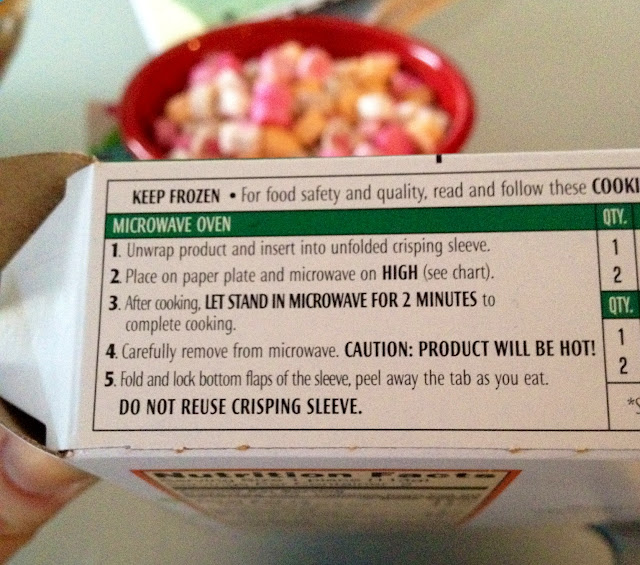 KEEP FROZEN • For food safety and quality, read and follow these COOKI
MICROWAVE OVEN QTY.
1. Unwrap product and insert into unfolded crisping sleeve. 1
2. Place on paper plate and microwave on HIGH (see chart). 2
3. After cooking, LET STAND IN MICROWAVE FOR 2 MINUTES to QTY.
complete cooking. 1
4. Carefully remove from microwave. CAUTION: PRODUCT WILL BE HOT! 2
5. Fold and lock bottom flaps of the sleeve, peel away the tab as you eat.
DO NOT REUSE CRISPING SLEEVE.
Nutrition Facts